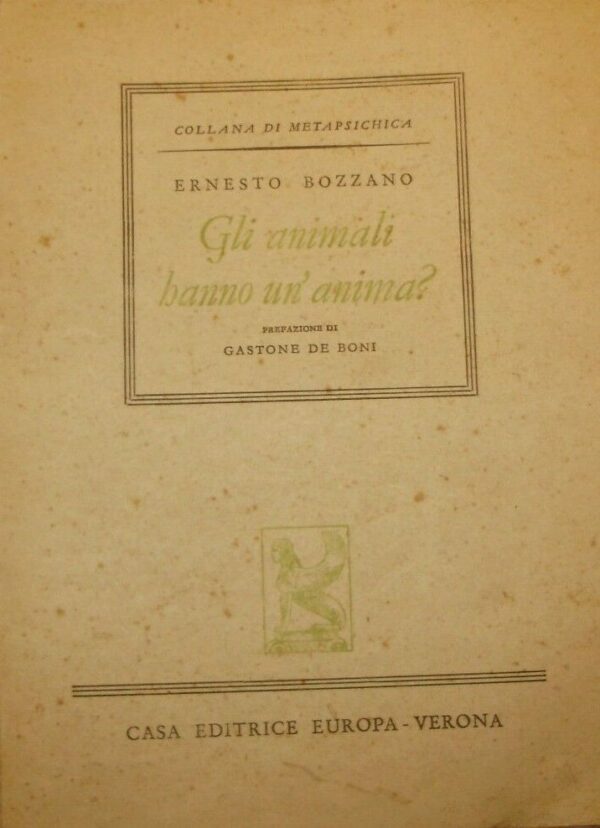 COLLANA DI METAPSICHICA
ERNESTO BOZZANO
Gli animali
hanno un'anima?
PREFAZIONE DI
GASTONE DE BONI
CASA EDITRICE EUROPA - VERONA